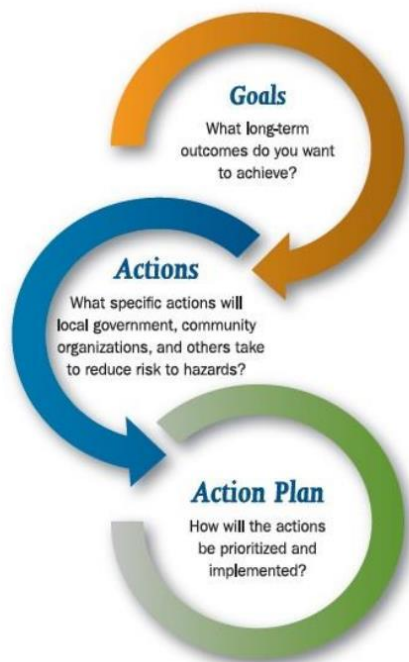 Goals
What long-term
outcomes do you want
to achieve?
Actions
What specific actions will
local government, community
organizations, and others take
to reduce risk to hazards?
Action Plan
How will the actions
be prioritized and
implemented?